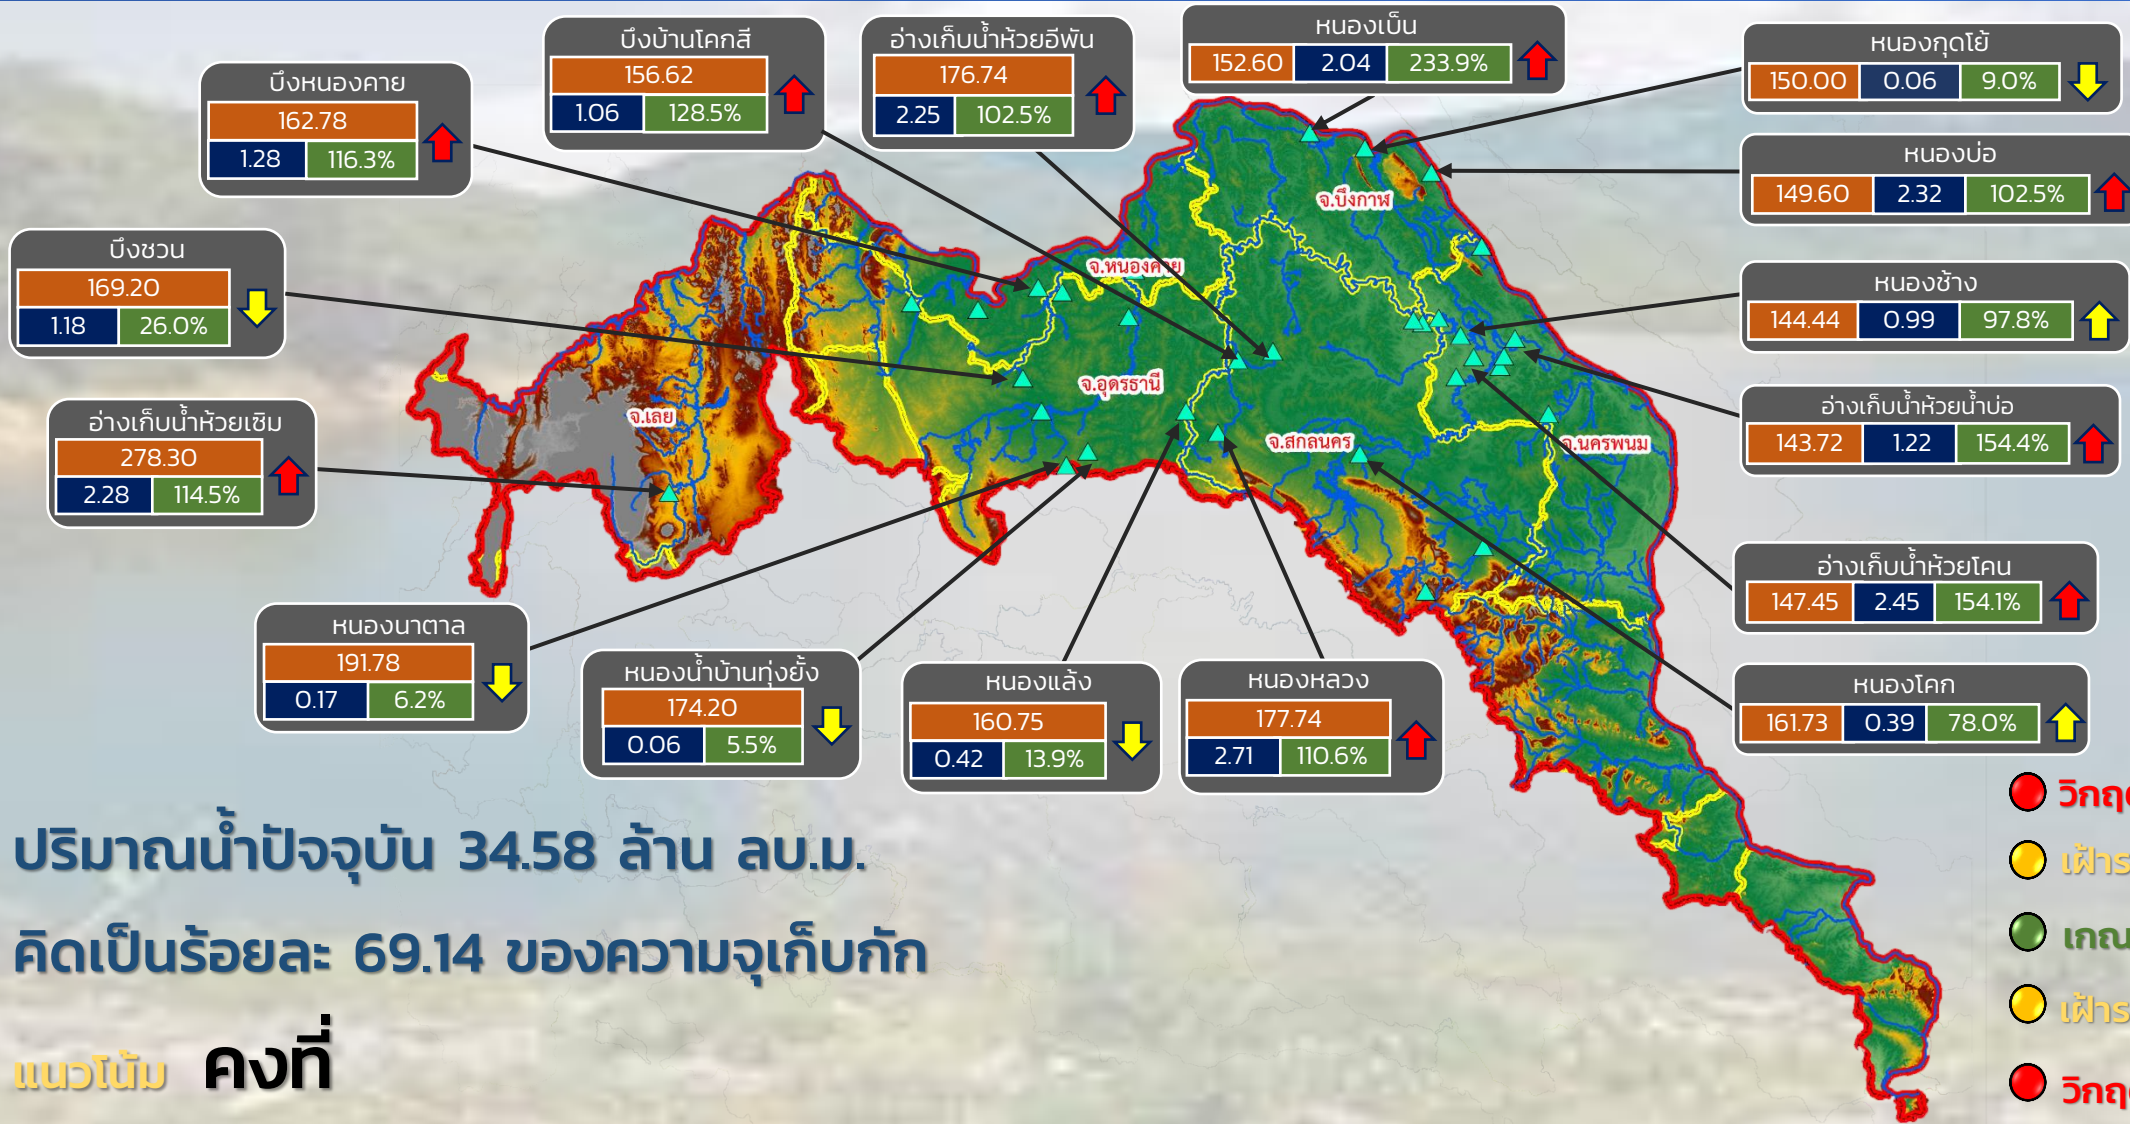 บึงหนองคาย
162.78
1.28 116.3%
บึงบ้านโคกสี
156.62
1.06 128.5%
อ่างเก็บน้ำห้วยอีพัน
176.74
2.25 102.5%
หนองเบ็น
152.60 2.04 233.9%
หนองกุดโย้
150.00 0.06 9.0%
หนองบ่อ
149.60 2.32 102.5%
บึงชวน
169.20
1.18 26.0%
หนองช้าง
144.44 0.99 97.8%
อ่างเก็บน้ำห้วยเซิม
278.30
2.28 114.5%
อ่างเก็บน้ำห้วยน้ำบ่อ
143.72 1.22 154.4%
อ่างเก็บน้ำห้วยโคน
147.45 2.45 154.1%
หนองนาตาล
191.78
0.17 6.2%
หนองน้ำบ้านทุ่งยั้ง
174.20
0.06 5.5%
หนองแล้ง
160.75
0.42 13.9%
หนองหลวง
177.74
2.71 110.6%
หนองโคก
161.73 0.39 78.0%
จ.บึงกาฬ
จ.หนองคาย
จ.อุดรธานี
จ.เลย
จ.สกลนคร
จ.นครพนม
ปริมาณน้ำปัจจุบัน 34.58 ล้าน ลบ.ม.
คิดเป็นร้อยละ 69.14 ของความจุเก็บกัก
แนวโน้ม คงที่